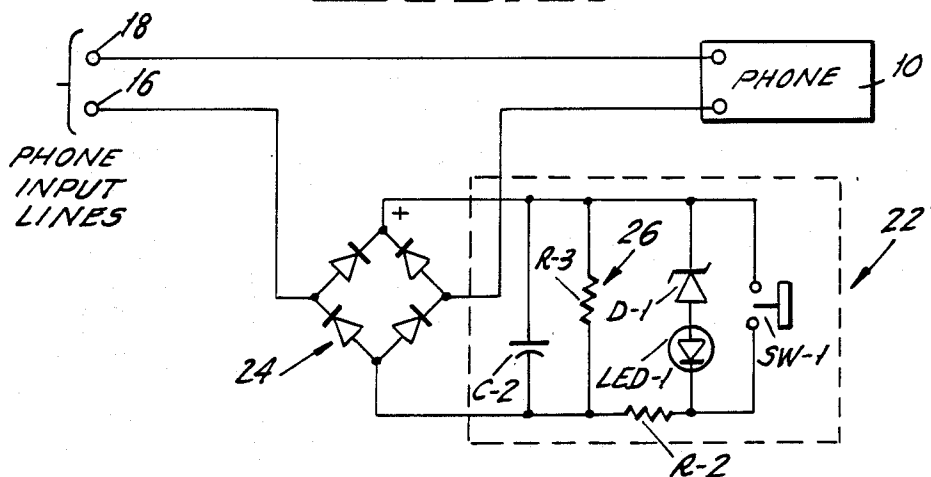 18
16
PHONE
INPUT
LINES
PHONE
10
+
22
26
R-3
D-1
24
C-2
LED-1
SW-1
R-2